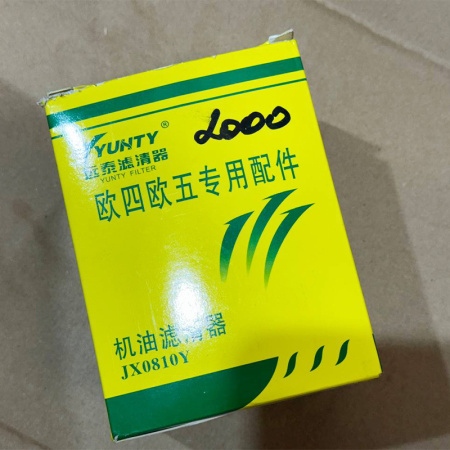 YUNTY®
2000
远泰滤清器
YUNTY FILTER
欧四欧五专用配件
机油滤清器
JX0810Y